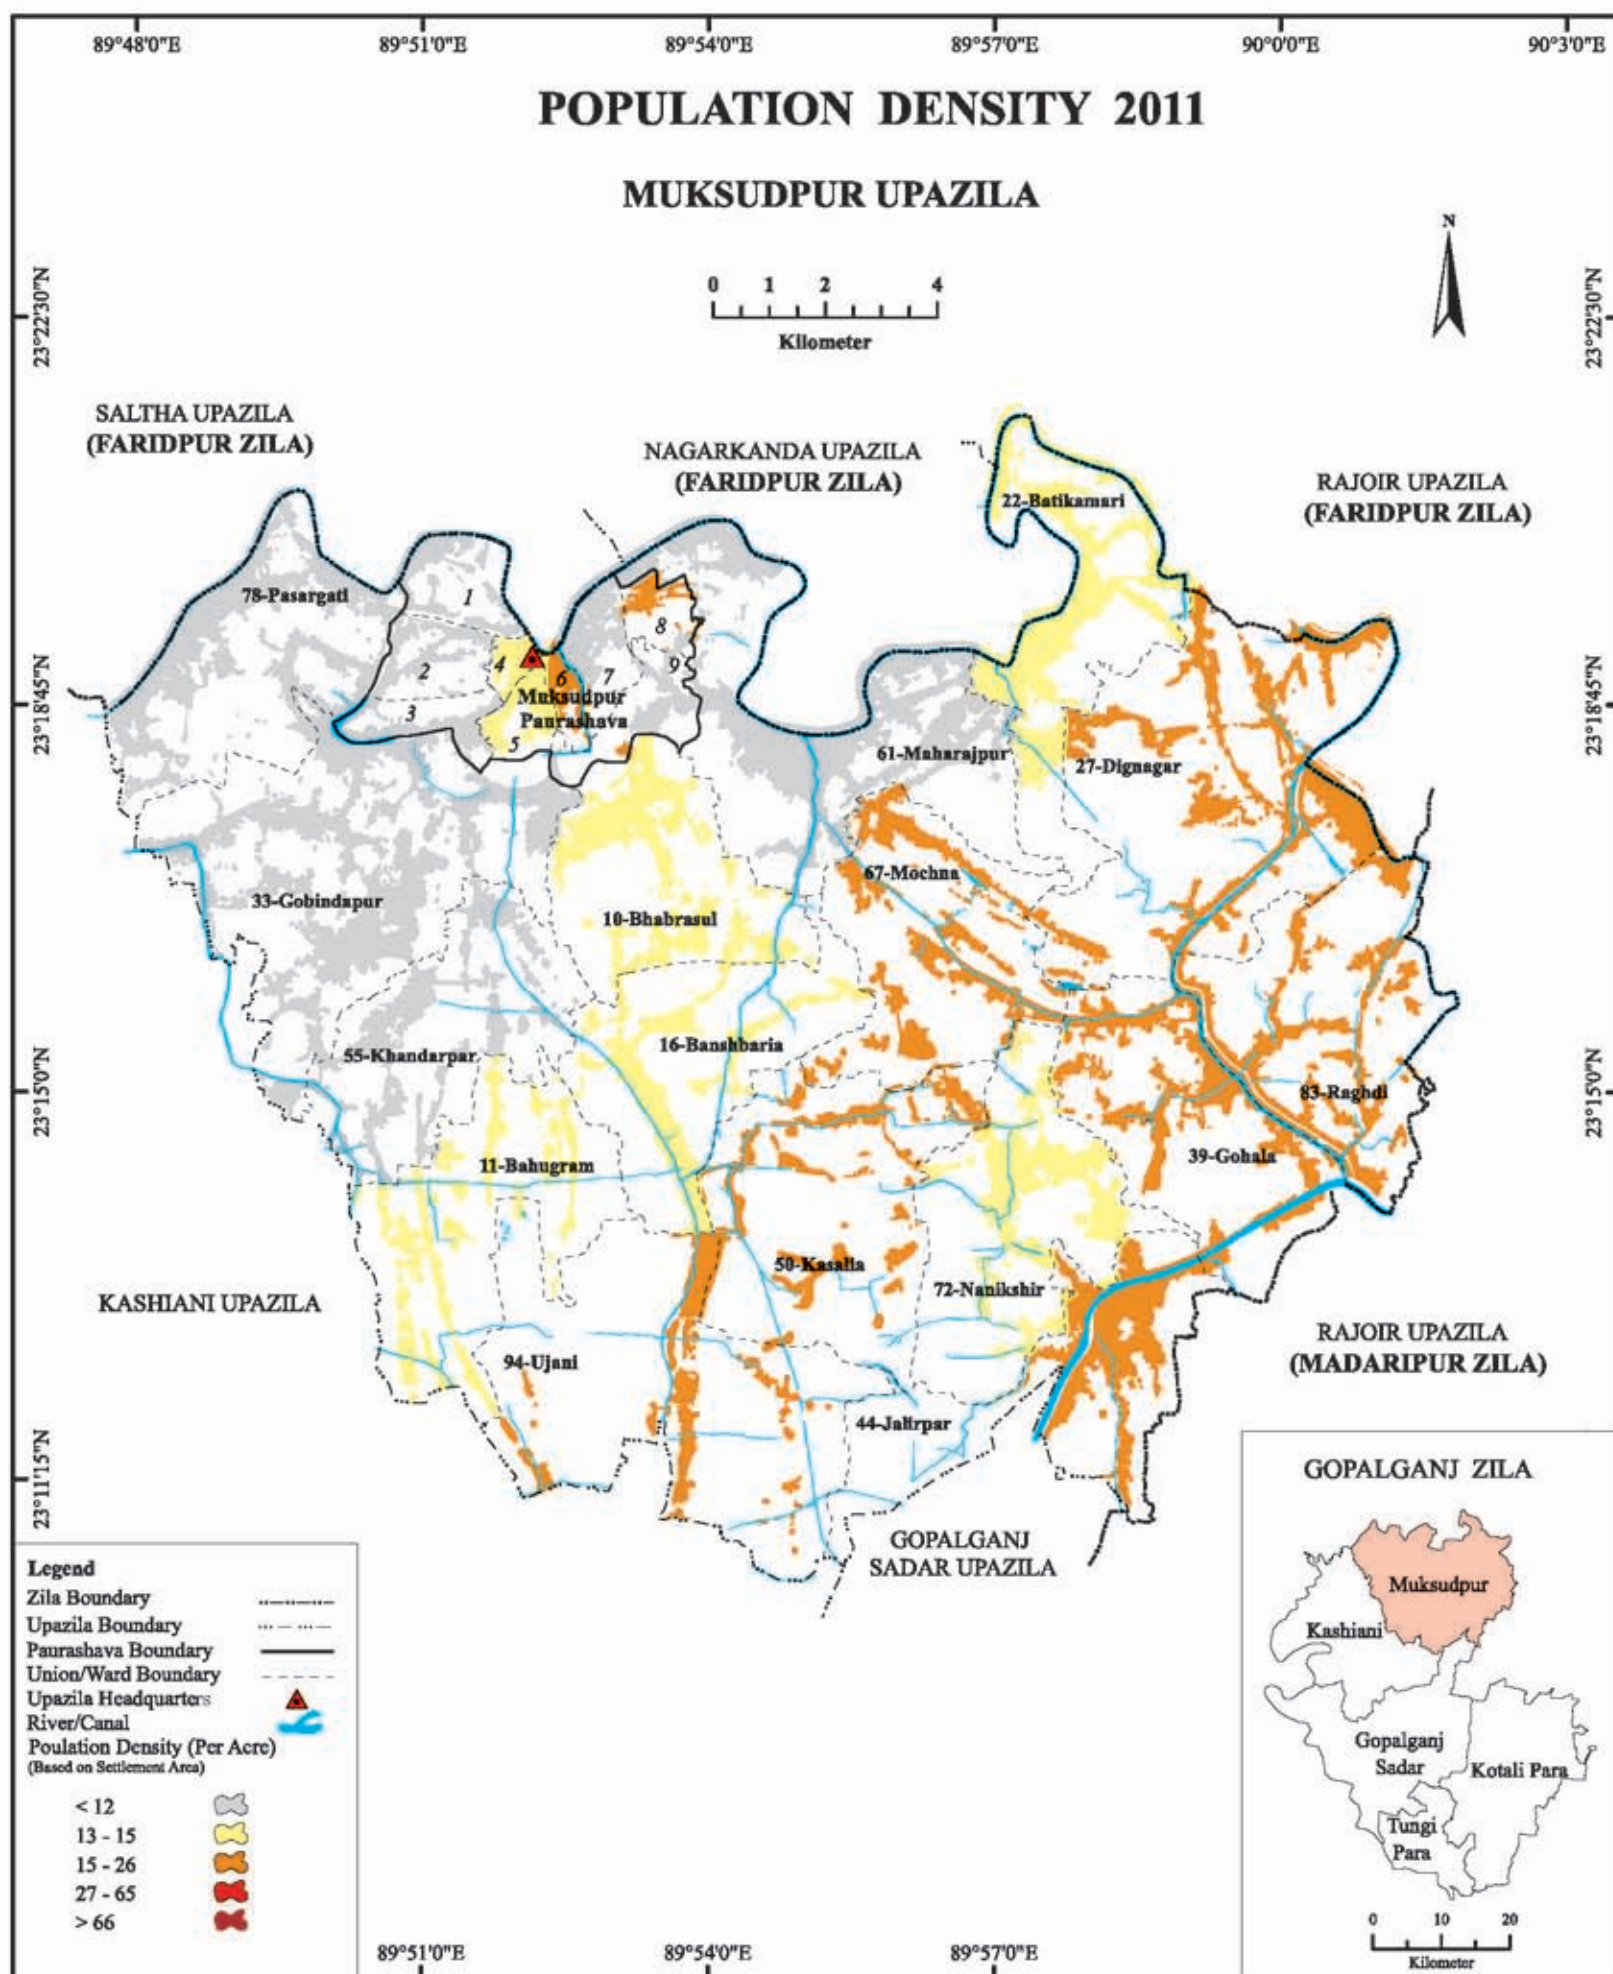 89°48'0"E 89°51'0"E 89°54'0"E 89°57'0"E 90°0'0"E 90°3'0"E
POPULATION DENSITY 2011
MUKSUDPUR UPAZILA
N
0 1 2 4
Kilometer
23°22'30"N
23°22'30"N
SALTHA UPAZILA
(FARIDPUR ZILA)
NAGARKANDA UPAZILA
(FARIDPUR ZILA)
RAJOIR UPAZILA
(FARIDPUR ZILA)
22-Batikamari
78-Pasargati
1
8
2
4
6
7
9
3
5
Muksudpur
Paurashava
23°18'45"N
23°18'45"N
61-Maharajpur
27-Dignagar
67-Mochna
33-Gobindapur
10-Bhabrasul
16-Banshbaria
55-Khandarpar
83-Raghdi
23°15'0"N
23°15'0"N
39-Gohala
11-Bahugram
50-Kasalia
72-Nanikshir
KASHIANI UPAZILA
RAJOIR UPAZILA
(MADARIPUR ZILA)
94-Ujani
44-Jalirpar
23°11'15"N
GOPALGANJ
SADAR UPAZILA
Legend
Zila Boundary
Upazila Boundary
Paurashava Boundary
Union/Ward Boundary
Upazila Headquarters
River/Canal
Poulation Density (Per Acre)
(Based on Settlement Area)
< 12
13 - 15
15 - 26
27 - 65
> 66
GOPALGANJ ZILA
Muksudpur
Kashiani
Gopalganj
Sadar
Kotali Para
Tungi
Para
0 10 20
Kilometer
89°51'0"E 89°54'0"E 89°57'0"E